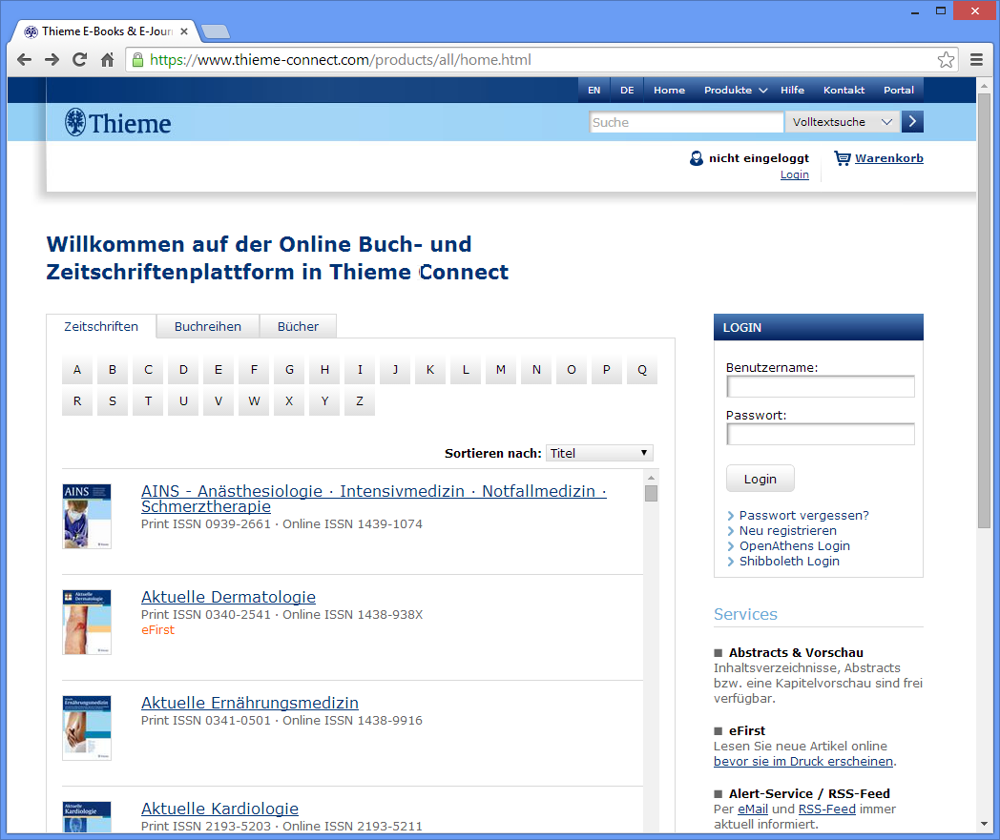 Thieme E-Books & E-Jour
https://www.thieme-connect.com/products/all/home.html
EN DE Home Produkte Hilfe Kontakt Portal
Thieme
Suche
Volltextsuche
nicht eingeloggt
Login
Warenkorb
Willkommen auf der Online Buch- und
Zeitschriftenplattform in Thieme Connect
Zeitschriften Buchreihen Bücher
A B C D E F G H I J K L M N O P Q
R S T U V W X Y Z
Sortieren nach: Titel
AINS
AINS - Anästhesiologie · Intensivmedizin · Notfallmedizin ·
Schmerztherapie
Print ISSN 0939-2661 · Online ISSN 1439-1074
Aktuelle
Dermatologie
Aktuelle Dermatologie
Print ISSN 0340-2541 · Online ISSN 1438-938X
eFirst
Ernährungsmedizin
Aktuelle Ernährungsmedizin
Print ISSN 0341-0501 · Online ISSN 1438-9916
Aktuelle
Kardiologie
Aktuelle Kardiologie
Print ISSN 2193-5203 · Online ISSN 2193-5211
LOGIN
Benutzername:
Passwort:
Login
Passwort vergessen?
Neu registrieren
OpenAthens Login
Shibboleth Login
Services
Abstracts & Vorschau
Inhaltsverzeichnisse, Abstracts
bzw. eine Kapitelvorschau sind frei
verfügbar.
eFirst
Lesen Sie neue Artikel online
bevor sie im Druck erscheinen.
Alert-Service / RSS-Feed
Per eMail und RSS-Feed immer
aktuell informiert.